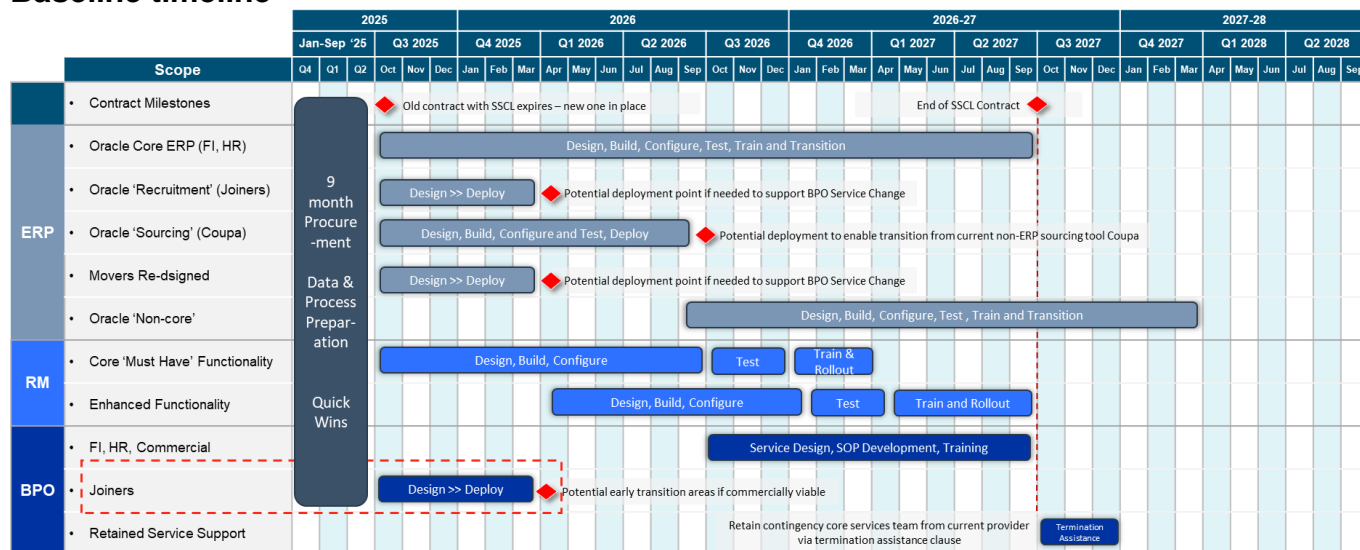 Baseline timeline
2025 2026 2026-27 2027-28
Jan-Sep '25 Q3 2025 Q4 2025 Q1 2026 Q2 2026 Q3 2026 Q4 2026 Q1 2027 Q2 2027 Q3 2027 Q4 2027 Q1 2028 Q2 2028
Scope Q4 Q1 Q2 Oct Nov Dec Jan Feb Mar Apr May Jun Jul Aug Sep Oct Nov Dec Jan Feb Mar Apr May Jun Jul Aug Sep Oct Nov Dec Jan Feb Mar Apr May Jun Jul Aug Sep
• Contract Milestones
Old contract with SSCL expires – new one in place
End of SSCL Contract
9
month
Procure
-ment
Data &
Process
Prepar-
ation
Quick
Wins
ERP
• Oracle Core ERP (FI, HR)
Design, Build, Configure, Test, Train and Transition
• Oracle 'Recruitment' (Joiners)
Design >> Deploy
Potential deployment point if needed to support BPO Service Change
• Oracle 'Sourcing' (Coupa)
Design, Build, Configure and Test, Deploy
Potential deployment to enable transition from current non-ERP sourcing tool Coupa
• Movers Re-dsigned
Design >> Deploy
Potential deployment point if needed to support BPO Service Change
• Oracle 'Non-core'
Design, Build, Configure, Test , Train and Transition
RM
• Core 'Must Have' Functionality
Design, Build, Configure
Test
Train &
Rollout
• Enhanced Functionality
Design, Build, Configure
Test
Train and Rollout
BPO
• FI, HR, Commercial
Service Design, SOP Development, Training
• Joiners
Design >> Deploy
Potential early transition areas if commercially viable
• Retained Service Support
Retain contingency core services team from current provider
via termination assistance clause
Termination
Assistance